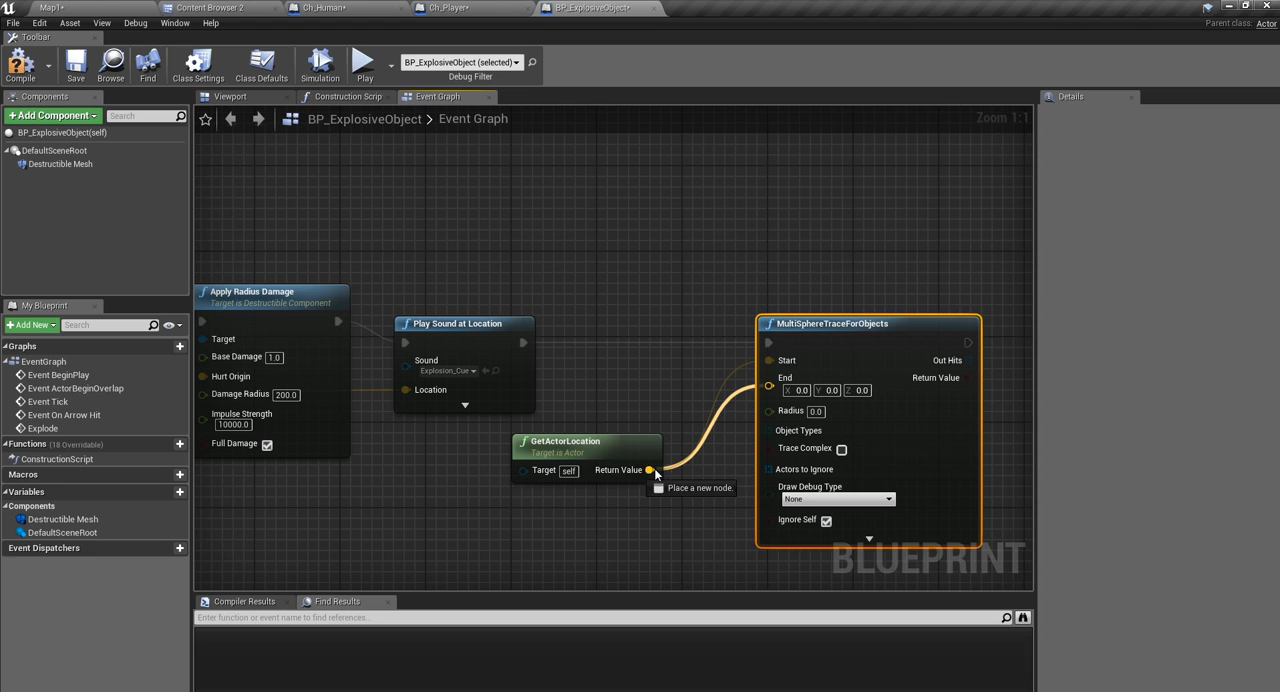 Map1*
Content Browser 2
Ch_Human*
Ch_Player*
BP_ExplosiveObject*
File Edit Asset View Debug Window Help
Parent class: Actor
Toolbar
Compile
Save
Browse
Find
Class Settings
Class Defaults
Simulation
Play
BP_ExplosiveObject (selected)
Debug Filter
Components
+ Add Component
Search
BP_ExplosiveObject(self)
DefaultSceneRoot
Destructible Mesh
My Blueprint
+ Add New
Search
Graphs
EventGraph
Event BeginPlay
Event ActorBeginOverlap
Event Tick
Event On Arrow Hit
Explode
Functions (18 Overridable)
ConstructionScript
Macros
Variables
Components
Destructible Mesh
DefaultSceneRoot
Event Dispatchers
Viewport
Construction Scrip
Event Graph
BP_ExplosiveObject > Event Graph
Zoom 1:1
Apply Radius Damage
Target is Destructible Component
Target
Base Damage 1.0
Hurt Origin
Damage Radius 200.0
Impulse Strength
10000.0
Full Damage
Play Sound at Location
Sound
Explosion_Cue
Location
GetActorLocation
Target is Actor
Target self
Return Value
Place a new node.
MultiSphereTraceForObjects
Start
Out Hits
End
X 0.0 Y 0.0 Z 0.0
Return Value
Radius 0.0
Object Types
Trace Complex
Actors to Ignore
Draw Debug Type
None
Ignore Self
BLUEPRINT
Compiler Results
Find Results
Enter function or event name to find references...
Details